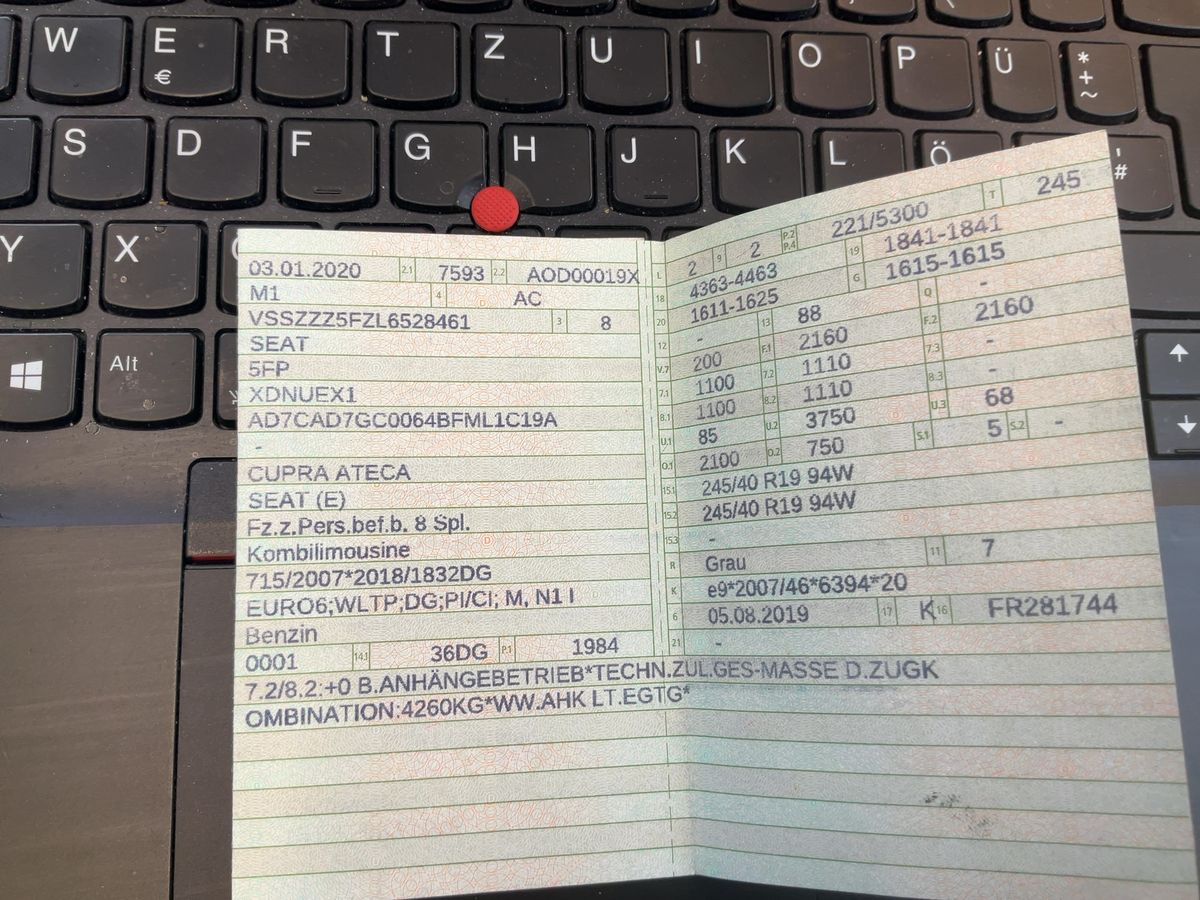 W E R T Z U I O P Ü * + ~
€
S D F G H J K L Ö ' #
Y X
Alt
03.01.2020 2.1 7593 2.2 AOD00019X
M1 4 AC
VSSZZZ5FZL6528461 3 8
SEAT
5FP
XDNUEX1
AD7CAD7GC0064BFML1C19A
-
CUPRA ATECA
SEAT (E)
Fz.z.Pers.bef.b. 8 Spl.
Kombilimousine
715/2007*2018/1832DG
EURO6;WLTP;DG;PI/CI; M, N1 I
Benzin
0001 14.1 36DG P.1 1984
L 2 9 2 P.2 P.4 221/5300 T 245
18 4363-4463 19 1841-1841
20 1611-1625 G 1615-1615
12 - 13 88 Q -
V.7 200 F.1 2160 F.2 2160
7.1 1100 7.2 1110 7.3 -
8.1 1100 8.2 1110 8.3 -
U.1 85 U.2 3750 U.3 68
O.1 2100 O.2 750 S.1 5 S.2 -
15.1 245/40 R19 94W
15.2 245/40 R19 94W
15.3 -
R Grau 11 7
K e9*2007/46*6394*20
6 05.08.2019 17 K 16 FR281744
21 -
7.2/8.2:+0 B.ANHÄNGEBETRIEB*TECHN.ZUL.GES-MASSE D.ZUGK
OMBINATION:4260KG*WW.AHK LT.EGTG*